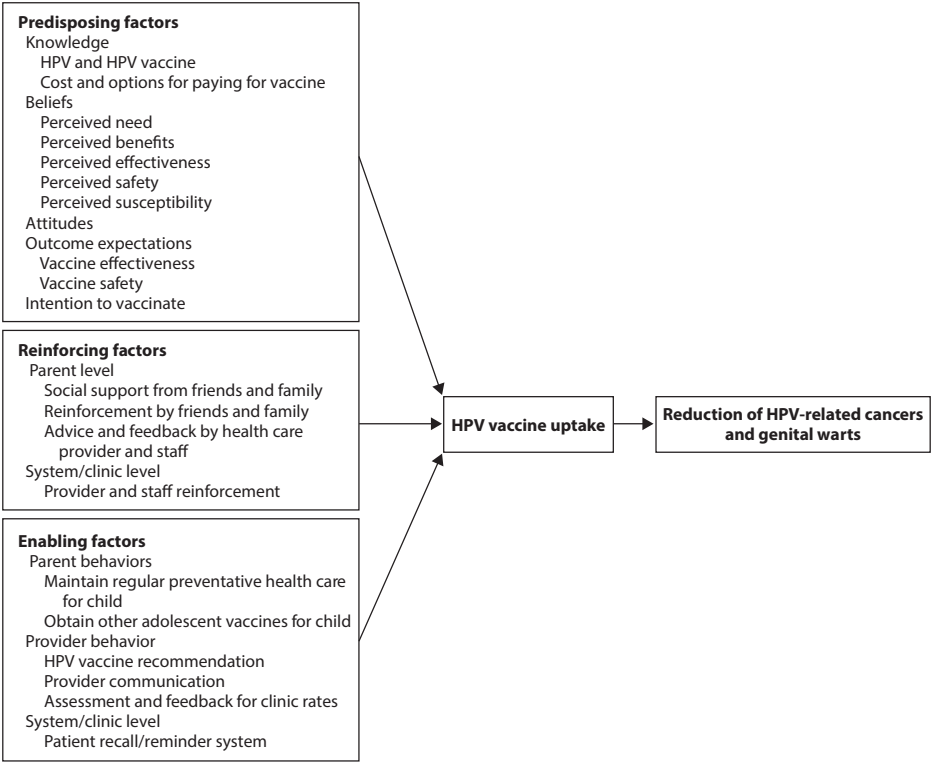 Predisposing factors
Knowledge
HPV and HPV vaccine
Cost and options for paying for vaccine
Beliefs
Perceived need
Perceived benefits
Perceived effectiveness
Perceived safety
Perceived susceptibility
Attitudes
Outcome expectations
Vaccine effectiveness
Vaccine safety
Intention to vaccinate
Reinforcing factors
Parent level
Social support from friends and family
Reinforcement by friends and family
Advice and feedback by health care
provider and staff
System/clinic level
Provider and staff reinforcement
Enabling factors
Parent behaviors
Maintain regular preventative health care
for child
Obtain other adolescent vaccines for child
Provider behavior
HPV vaccine recommendation
Provider communication
Assessment and feedback for clinic rates
System/clinic level
Patient recall/reminder system
HPV vaccine uptake
Reduction of HPV-related cancers
and genital warts